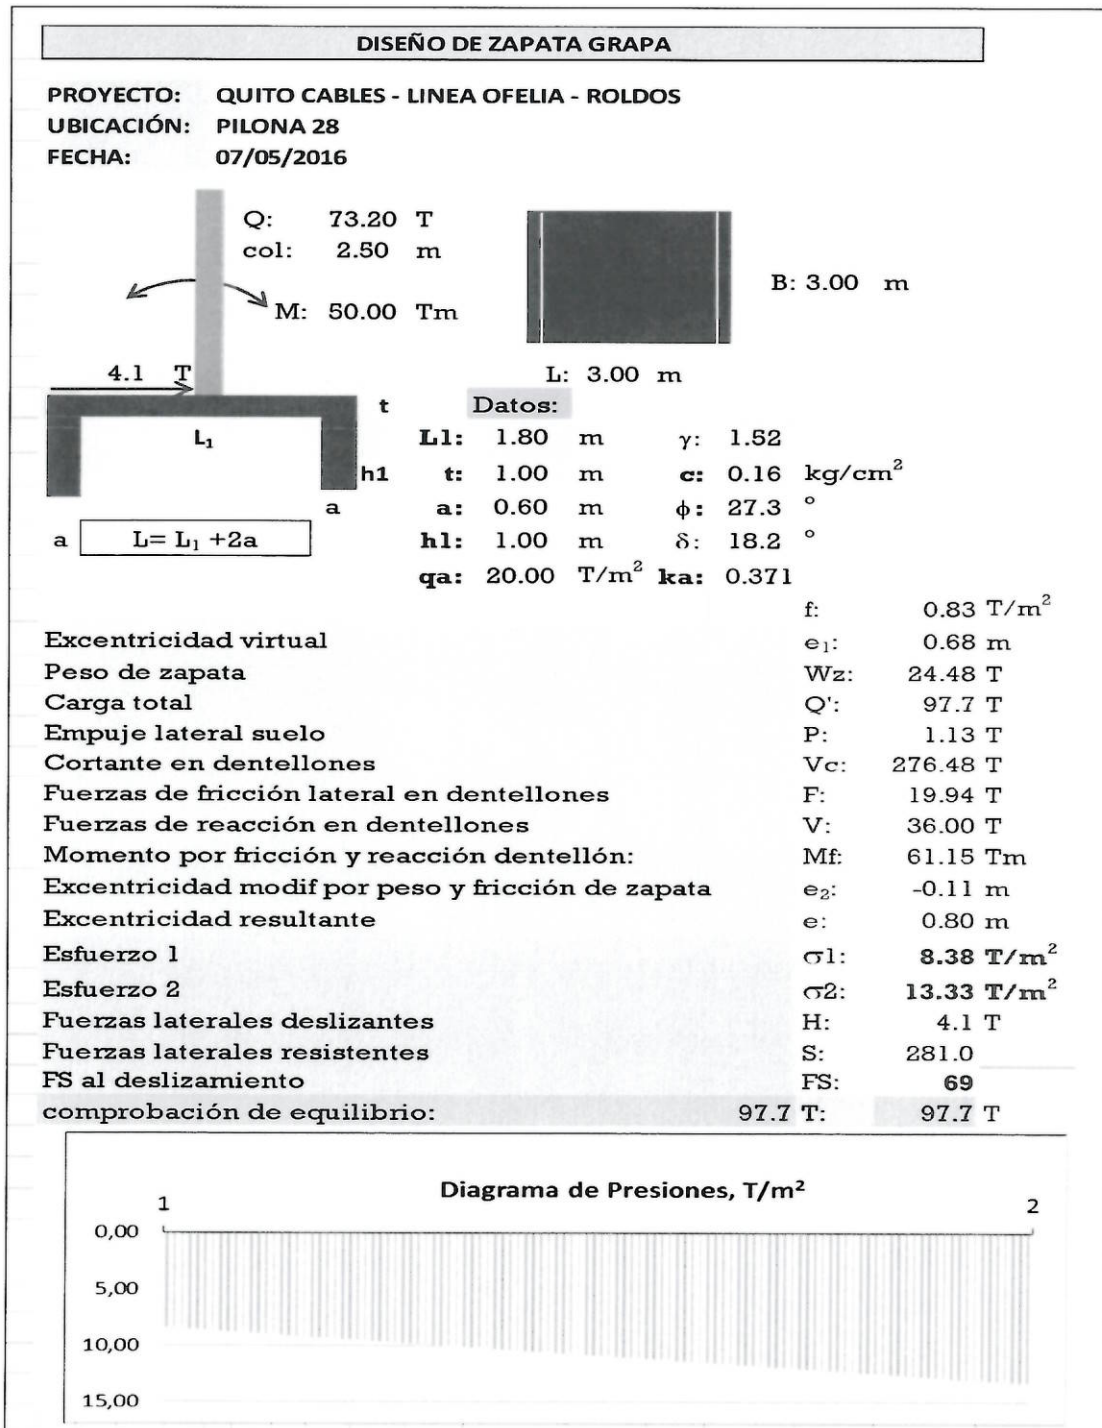 DISEÑO DE ZAPATA GRAPA
PROYECTO: QUITO CABLES - LINEA OFELIA - ROLDOS
UBICACIÓN: PILONA 28
FECHA: 07/05/2016
Q: 73.20 T
col: 2.50 m
M: 50.00 Tm
B: 3.00 m
L: 3.00 m
4.1 T
t
L₁
h1
a
a
L= L₁ +2a
Datos:
L1: 1.80 m γ: 1.52
t: 1.00 m c: 0.16 kg/cm²
a: 0.60 m ϕ: 27.3 °
h1: 1.00 m δ: 18.2 °
qa: 20.00 T/m² ka: 0.371
f: 0.83 T/m²
Excentricidad virtual e₁: 0.68 m
Peso de zapata Wz: 24.48 T
Carga total Q': 97.7 T
Empuje lateral suelo P: 1.13 T
Cortante en dentellones Vc: 276.48 T
Fuerzas de fricción lateral en dentellones F: 19.94 T
Fuerzas de reacción en dentellones V: 36.00 T
Momento por fricción y reacción dentellón: Mf: 61.15 Tm
Excentricidad modif por peso y fricción de zapata e₂: -0.11 m
Excentricidad resultante e: 0.80 m
Esfuerzo 1 σ1: 8.38 T/m²
Esfuerzo 2 σ2: 13.33 T/m²
Fuerzas laterales deslizantes H: 4.1 T
Fuerzas laterales resistentes S: 281.0
FS al deslizamiento FS: 69
comprobación de equilibrio: 97.7 T: 97.7 T
Diagrama de Presiones, T/m²
1 2
0,00
5,00
10,00
15,00